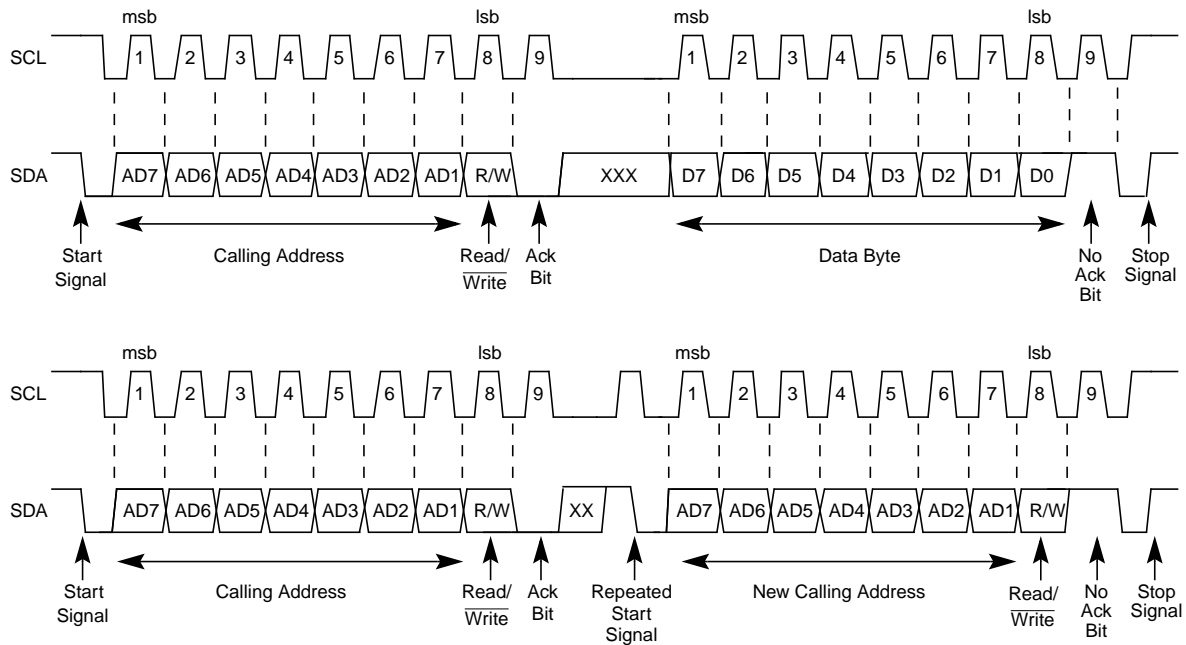 msb lsb msb lsb
SCL 1 2 3 4 5 6 7 8 9 1 2 3 4 5 6 7 8 9
SDA AD7 AD6 AD5 AD4 AD3 AD2 AD1 R/W XXX D7 D6 D5 D4 D3 D2 D1 D0
Start Signal
Calling Address
Read/ Write
Ack Bit
Data Byte
No Ack Bit
Stop Signal
msb lsb msb lsb
SCL 1 2 3 4 5 6 7 8 9 1 2 3 4 5 6 7 8 9
SDA AD7 AD6 AD5 AD4 AD3 AD2 AD1 R/W XX AD7 AD6 AD5 AD4 AD3 AD2 AD1 R/W
Start Signal
Calling Address
Read/ Write
Ack Bit
Repeated Start Signal
New Calling Address
Read/ Write
No Ack Bit
Stop Signal